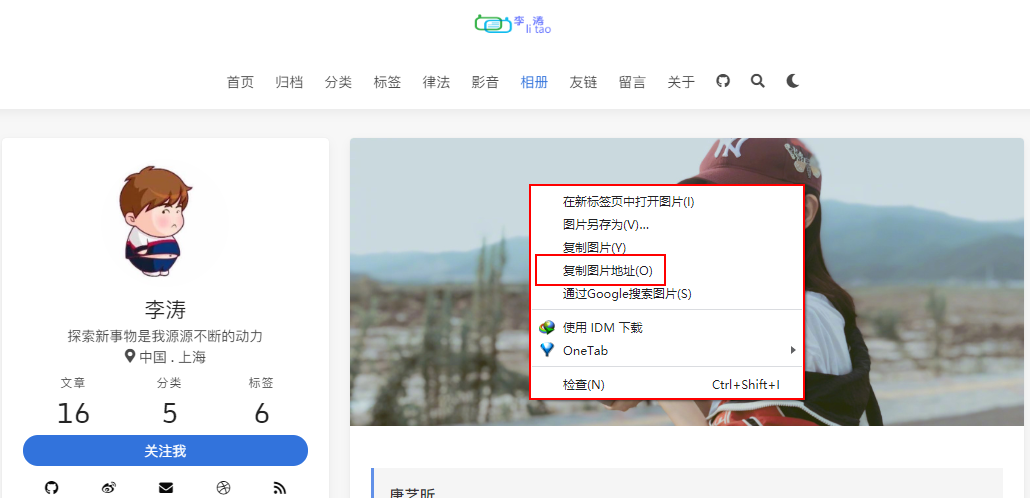 李 涛
li tao
首页 归档 分类 标签 律法 影音 相册 友链 留言 关于
NY
在新标签页中打开图片(I)
图片另存为(V)...
复制图片(Y)
复制图片地址(O)
通过Google搜索图片(S)
使用 IDM 下载
OneTab
检查(N) Ctrl+Shift+I
李涛
探索新事物是我源源不断的动力
中国 . 上海
文章 分类 标签
16 5 6
关注我
唐艺昕